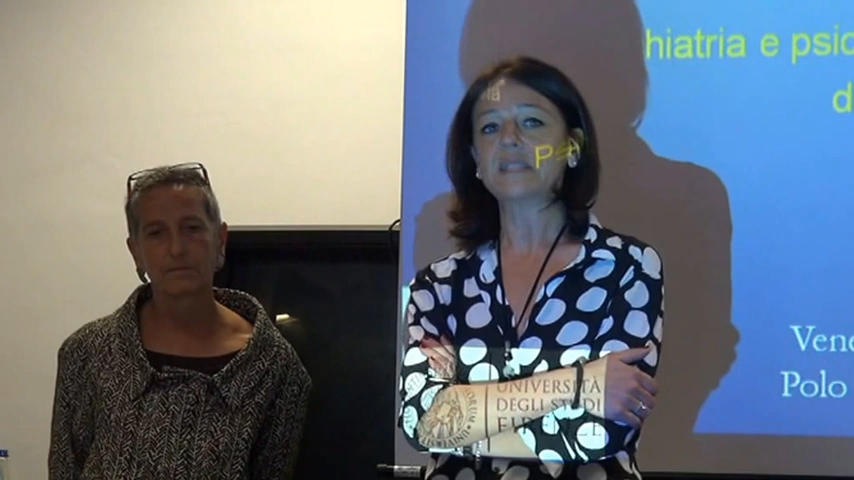 hiatria e psic
d
Vene
Polo
UNIVERSITÀ
DEGLI STUDI
FIRENZE